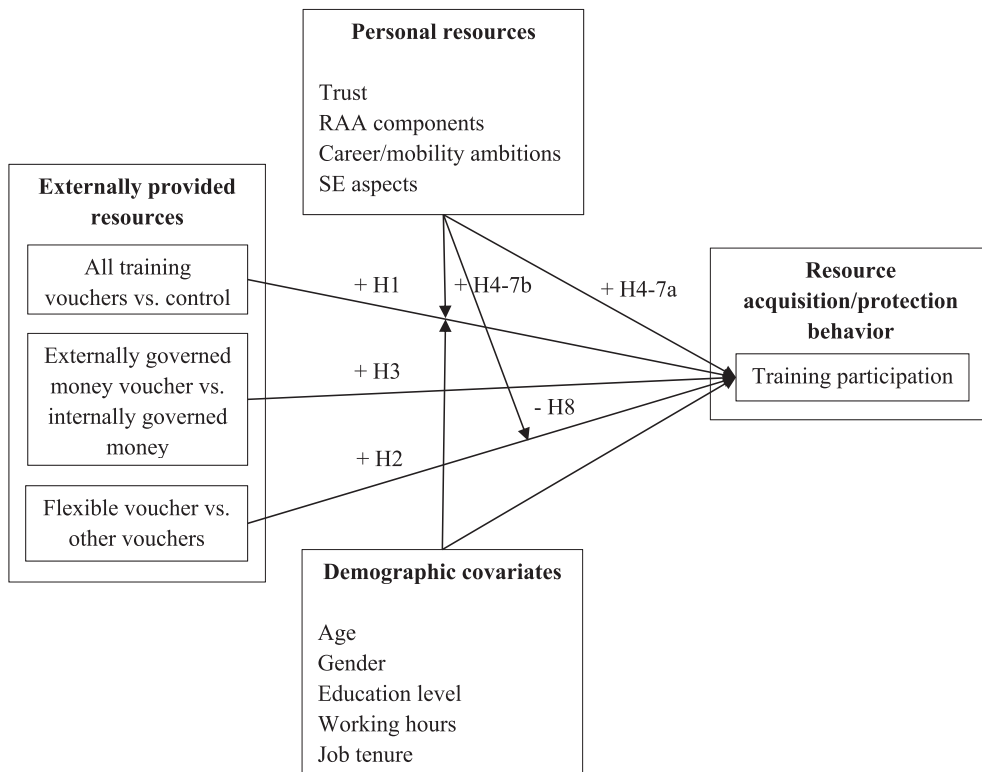 Personal resources
Trust
RAA components
Career/mobility ambitions
SE aspects
Externally provided
resources
All training
vouchers vs. control
Externally governed
money voucher vs.
internally governed
money
Flexible voucher vs.
other vouchers
+ H1
+ H4-7b
+ H4-7a
+ H3
- H8
+ H2
Resource
acquisition/protection
behavior
Training participation
Demographic covariates
Age
Gender
Education level
Working hours
Job tenure